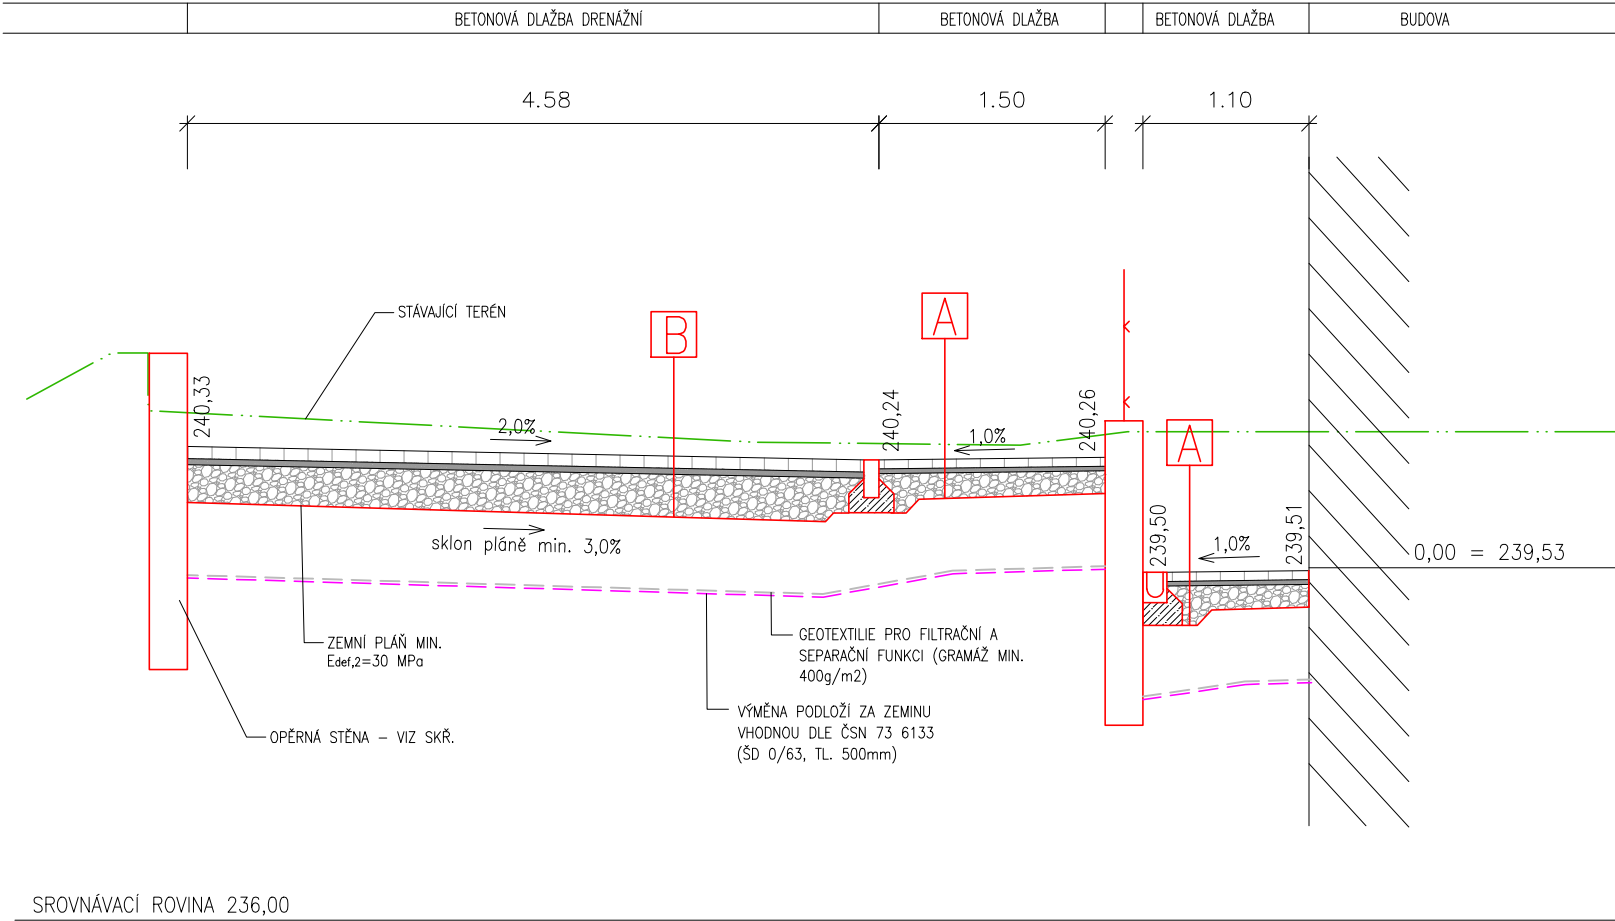 BETONOVÁ DLAŽBA DRENÁŽNÍ
BETONOVÁ DLAŽBA
BETONOVÁ DLAŽBA
BUDOVA
4.58
1.50
1.10
STÁVAJÍCÍ TERÉN
B
A
A
240,33
2,0%
240,24
1,0%
240,26
239,50
1,0%
239,51
0,00 = 239,53
sklon pláně min. 3,0%
ZEMNÍ PLÁŇ MIN.
Edef,2=30 MPa
GEOTEXTILIE PRO FILTRAČNÍ A
SEPARAČNÍ FUNKCI (GRAMÁŽ MIN.
400g/m2)
VÝMĚNA PODLOŽÍ ZA ZEMINU
VHODNOU DLE ČSN 73 6133
(ŠD 0/63, TL. 500mm)
OPĚRNÁ STĚNA – VIZ SKŘ.
SROVNÁVACÍ ROVINA 236,00